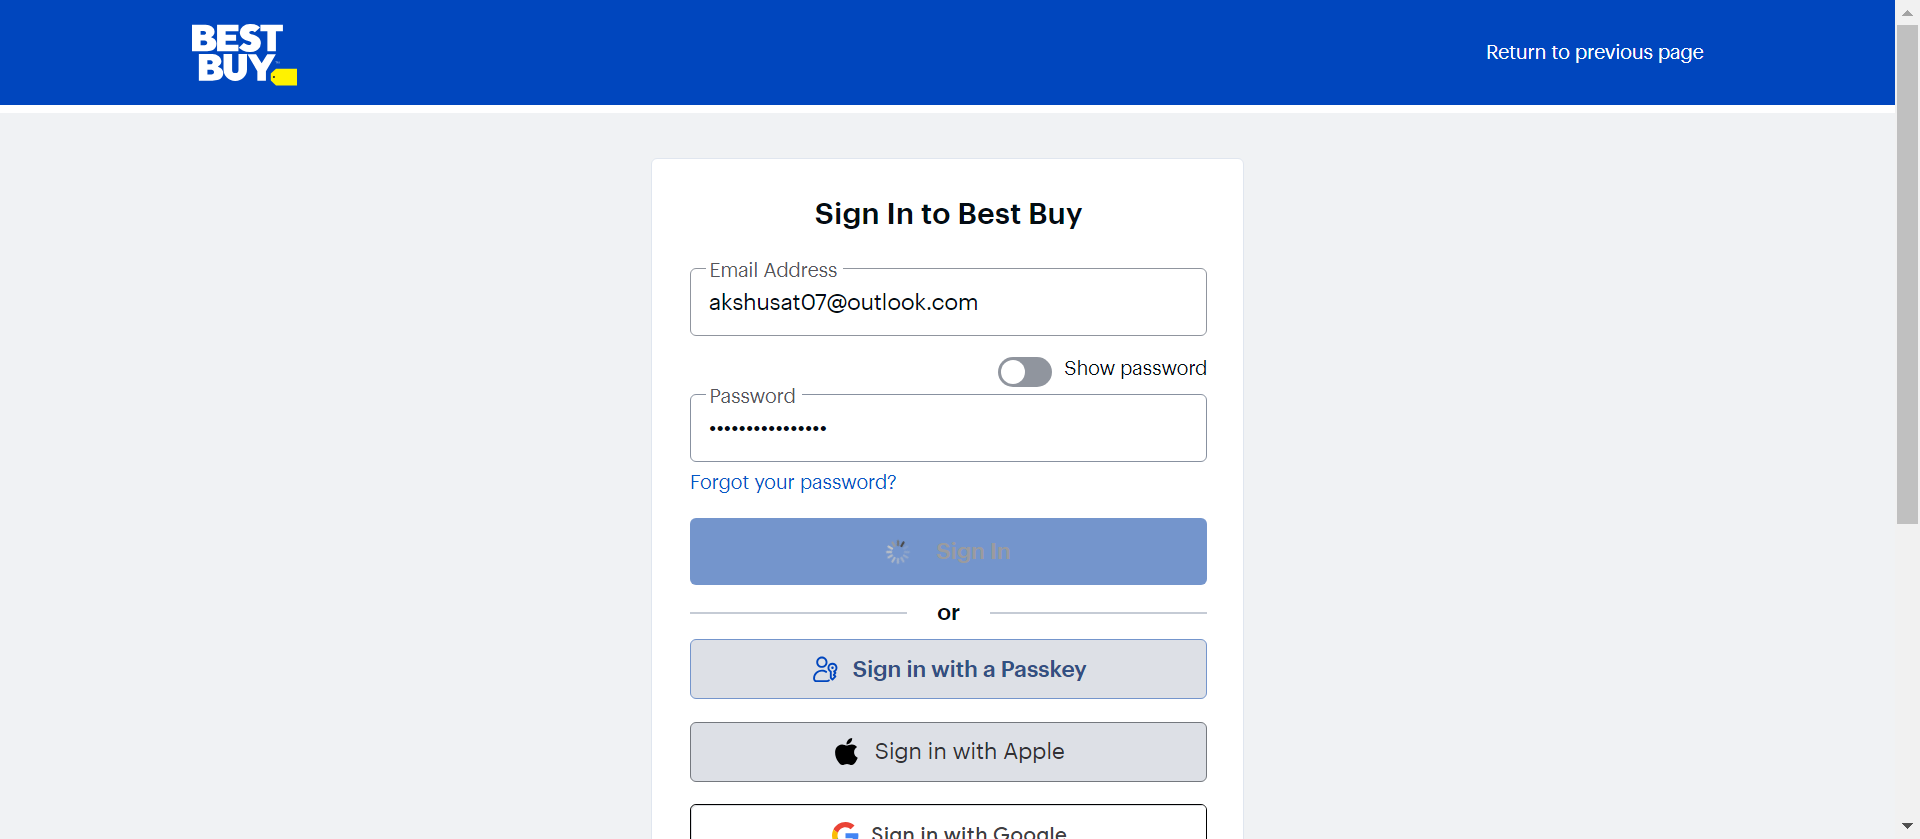 BEST
BUY
Return to previous page
Sign In to Best Buy
Email Address
akshusat07@outlook.com
Show password
Password
••••••••••••••••
Forgot your password?
Sign In
or
Sign in with a Passkey
Sign in with Apple
Sign in with Google